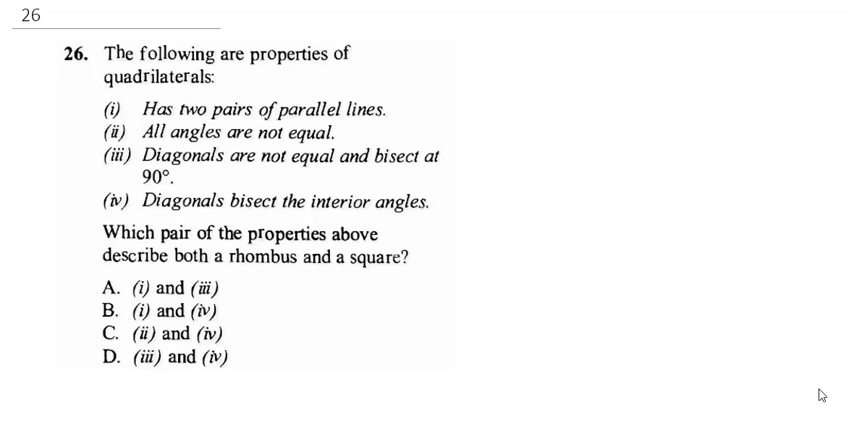 26
26. The following are properties of
quadrilaterals:
(i) Has two pairs of parallel lines.
(ii) All angles are not equal.
(iii) Diagonals are not equal and bisect at
90°.
(iv) Diagonals bisect the interior angles.
Which pair of the properties above
describe both a rhombus and a square?
A. (i) and (iii)
B. (i) and (iv)
C. (ii) and (iv)
D. (iii) and (iv)